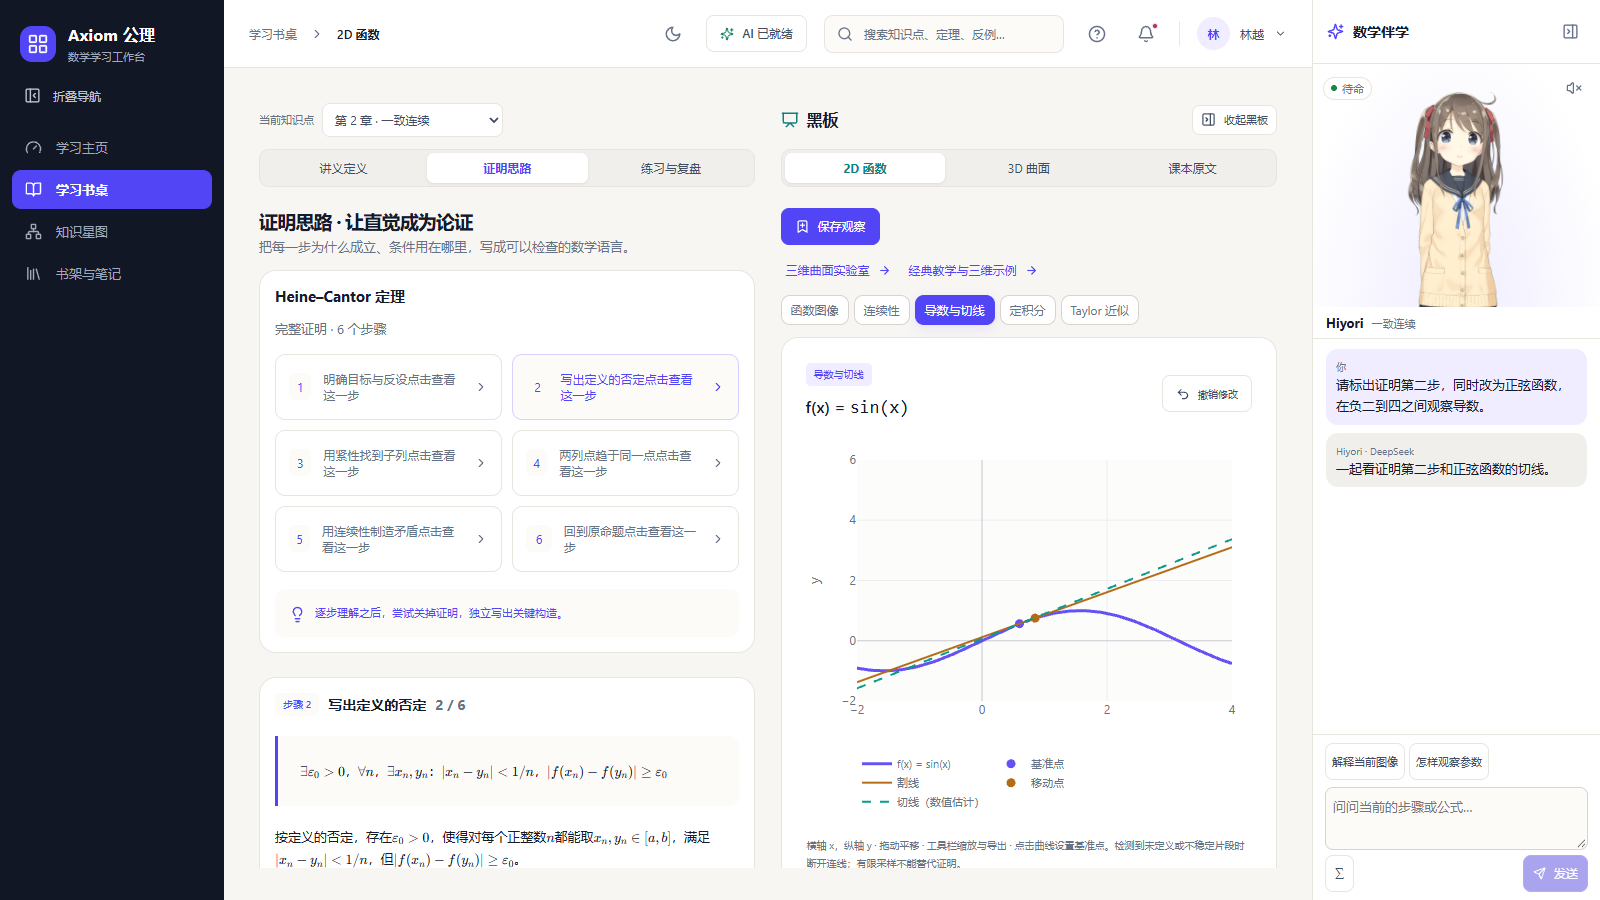 Axiom 公理
数学学习工作台
折叠导航
学习主页
学习书桌
知识星图
书架与笔记
学习书桌
2D 函数
AI 已就绪
搜索知识点、定理、反例...
林
林越
当前知识点
第 2 章 · 一致连续
讲义定义
证明思路
练习与复盘
证明思路 · 让直觉成为论证
把每一步为什么成立、条件用在哪里，写成可以检查的数学语言。
Heine–Cantor 定理
完整证明 · 6 个步骤
1
明确目标与反设点击查看
这一步
2
写出定义的否定点击查看
这一步
3
用紧性找到子列点击查看
这一步
4
两列点趋于同一点点击查
看这一步
5
用连续性制造矛盾点击查
看这一步
6
回到原命题点击查看这一
步
逐步理解之后，尝试关掉证明，独立写出关键构造。
步骤 2
写出定义的否定 2 / 6
∃ε₀ > 0，∀n，∃xₙ, yₙ：|xₙ − yₙ| < 1/n，|f(xₙ) − f(yₙ)| ≥ ε₀
按定义的否定，存在ε₀ > 0，使得对每个正整数n都能取xₙ, yₙ ∈ [a, b]，满足
|xₙ − yₙ| < 1/n，但|f(xₙ) − f(yₙ)| ≥ ε₀。
黑板
收起黑板
2D 函数
3D 曲面
课本原文
保存观察
三维曲面实验室
经典教学与三维示例
函数图像
连续性
导数与切线
定积分
Taylor 近似
导数与切线
f(x) = sin(x)
撤销修改
6
4
2
0
−2
y
−2
0
2
4
f(x) = sin(x)
割线
切线（数值估计）
基准点
移动点
横轴 x，纵轴 y · 拖动平移 · 工具栏缩放与导出 · 点击曲线设置基准点。检测到未定义或不稳定片段时
断开连线；有限采样不能替代证明。
数学伴学
待命
Hiyori 一致连续
你
请标出证明第二步，同时改为正弦函数，
在负二到四之间观察导数。
Hiyori · DeepSeek
一起看证明第二步和正弦函数的切线。
解释当前图像
怎样观察参数
问问当前的步骤或公式...
Σ
发送